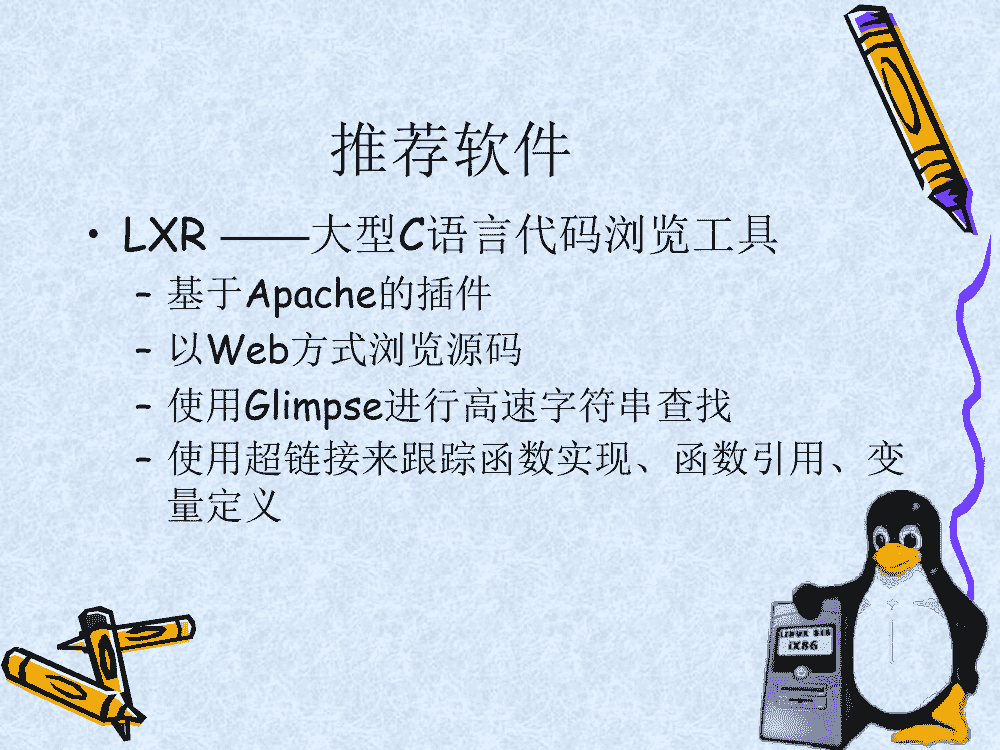 推荐软件
• LXR ——大型C语言代码浏览工具
– 基于Apache的插件
– 以Web方式浏览源码
– 使用Glimpse进行高速字符串查找
– 使用超链接来跟踪函数实现、函数引用、变
量定义
LINUX SIS
iX86